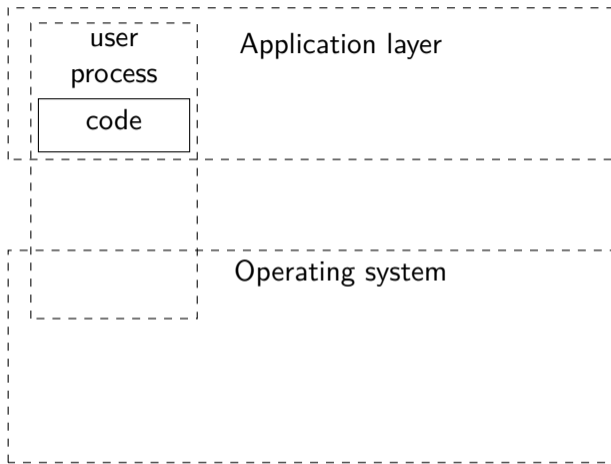 user
process
code
Application layer
Operating system